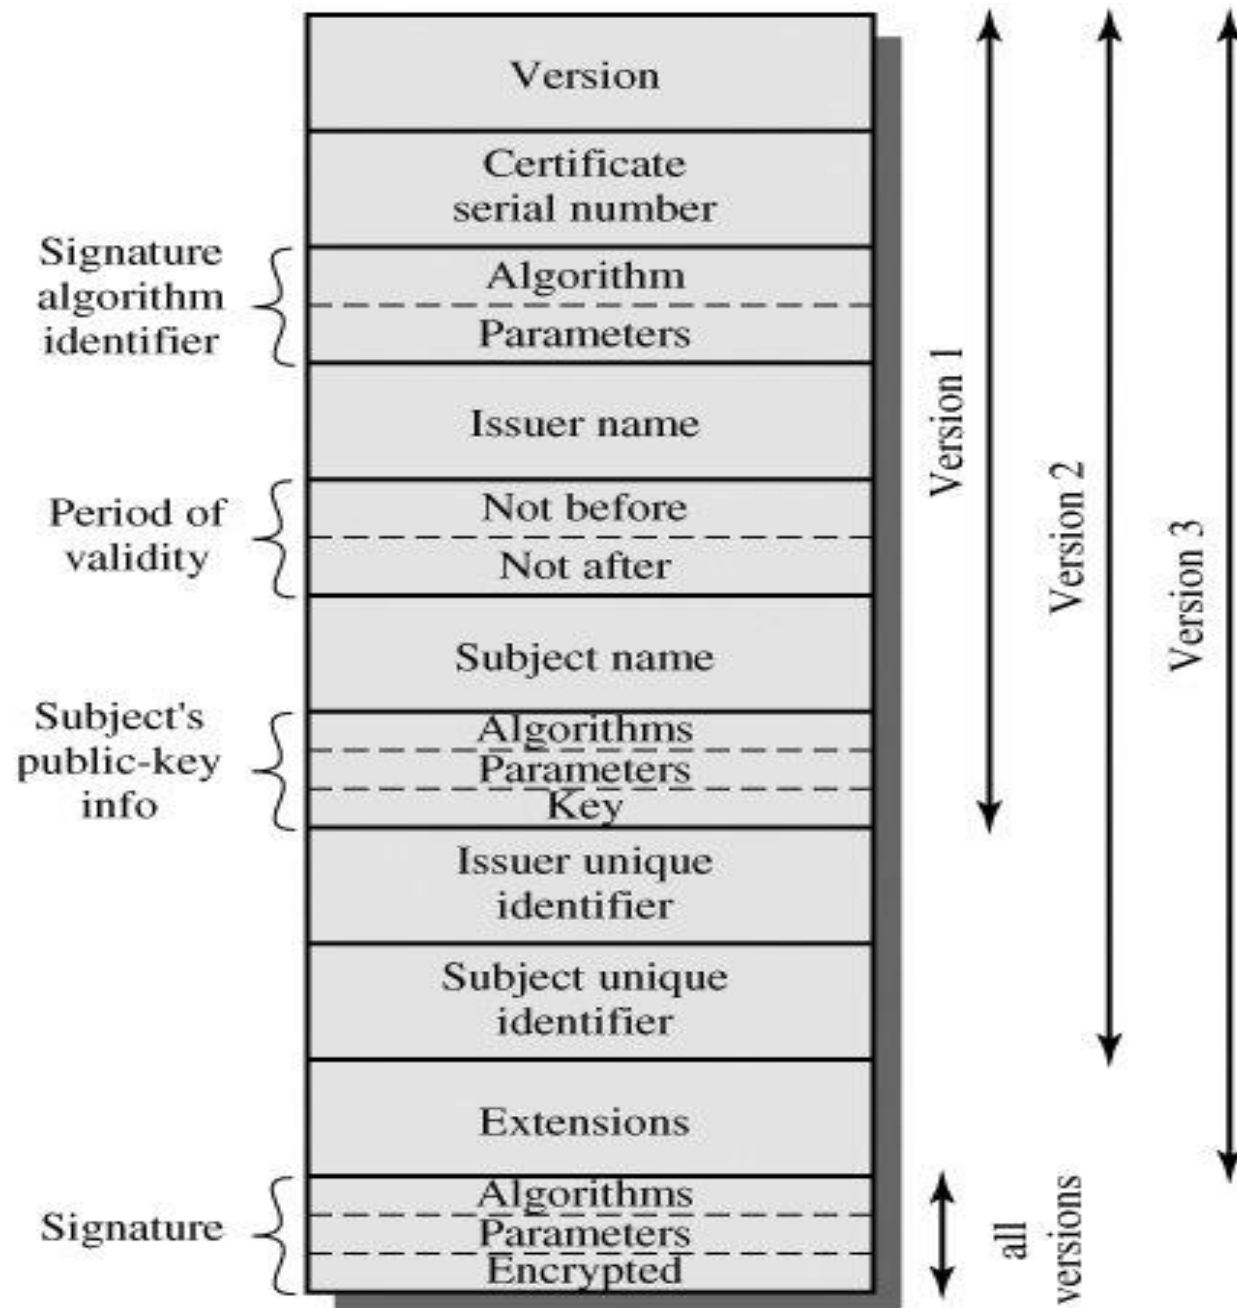 Version
Certificate
serial number
Signature
algorithm
identifier
Algorithm
Parameters
Issuer name
Period of
validity
Not before
Not after
Subject name
Subject's
public-key
info
Algorithms
Parameters
Key
Issuer unique
identifier
Subject unique
identifier
Extensions
Signature
Algorithms
Parameters
Encrypted
Version 1
Version 2
Version 3
all
versions